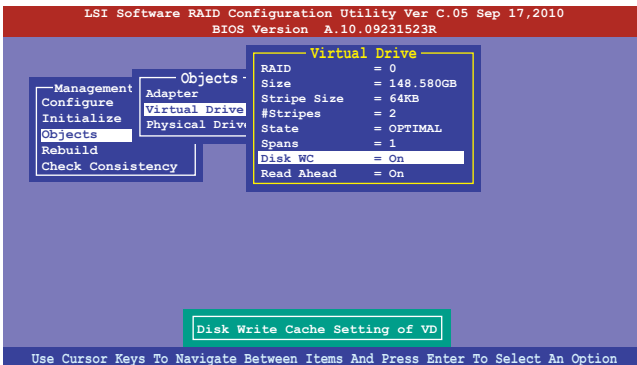 LSI Software RAID Configuration Utility Ver C.05 Sep 17,2010
BIOS Version A.10.09231523R
Management
Configure
Initialize
Objects
Rebuild
Check Consistency
Objects
Adapter
Virtual Drive
Physical Drive
Virtual Drive
RAID = 0
Size = 148.580GB
Stripe Size = 64KB
#Stripes = 2
State = OPTIMAL
Spans = 1
Disk WC = On
Read Ahead = On
Disk Write Cache Setting of VD
Use Cursor Keys To Navigate Between Items And Press Enter To Select An Option